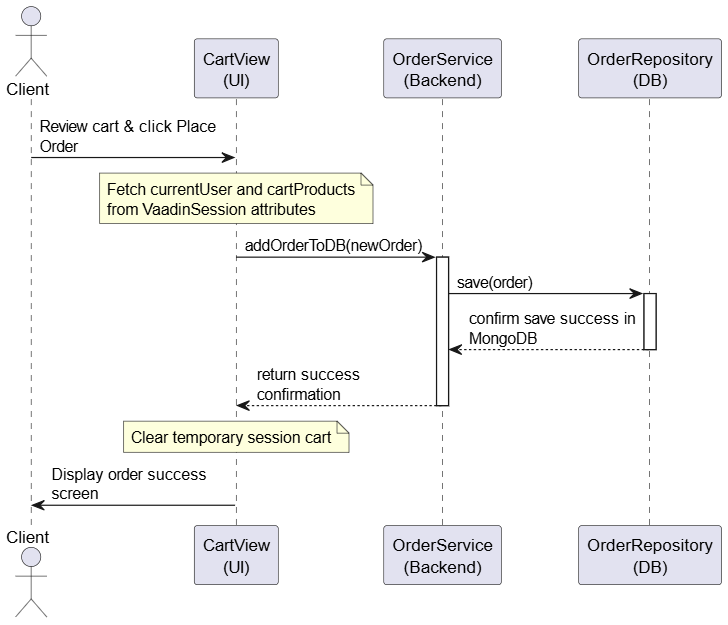 Client
CartView
(UI)
OrderService
(Backend)
OrderRepository
(DB)
Review cart & click Place
Order
Fetch currentUser and cartProducts
from VaadinSession attributes
addOrderToDB(newOrder)
save(order)
confirm save success in
MongoDB
return success
confirmation
Clear temporary session cart
Display order success
screen
Client
CartView
(UI)
OrderService
(Backend)
OrderRepository
(DB)